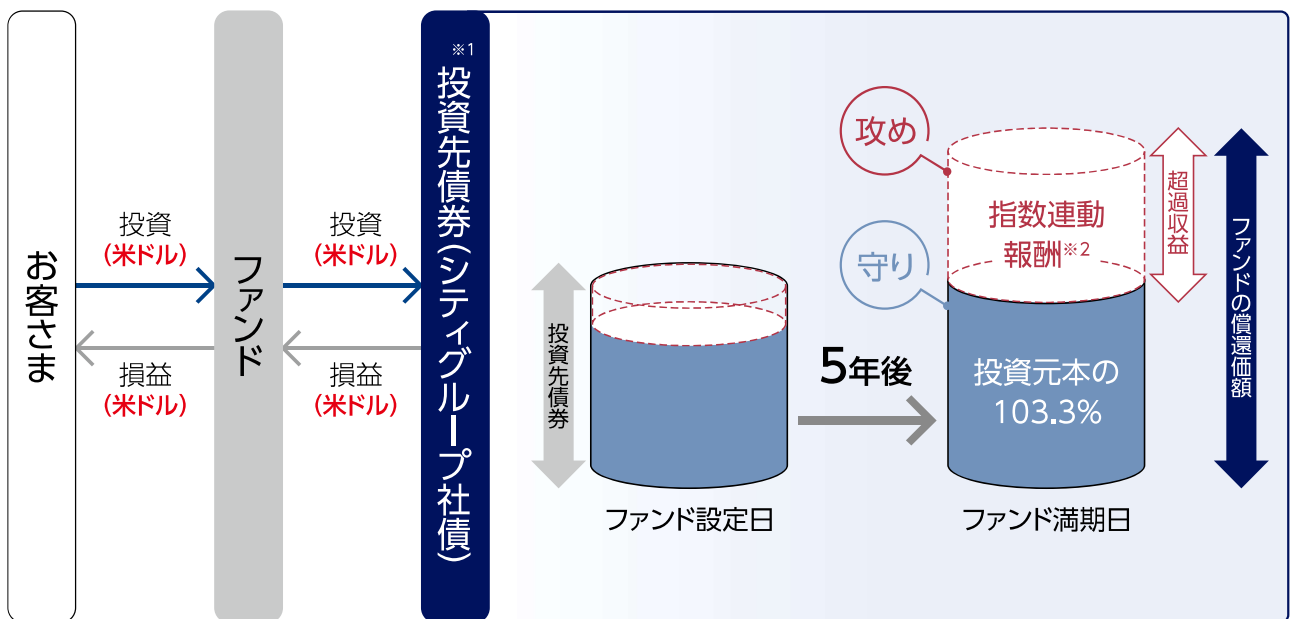 お客さま
投資
(米ドル)
損益
(米ドル)
ファンド
投資
(米ドル)
損益
(米ドル)
※1
投資先債券(シティグループ社債)
投資先債券
ファンド設定日
5年後
攻め
守り
指数連動
報酬※2
投資元本の
103.3%
ファンド満期日
超過収益
ファンドの償還価額